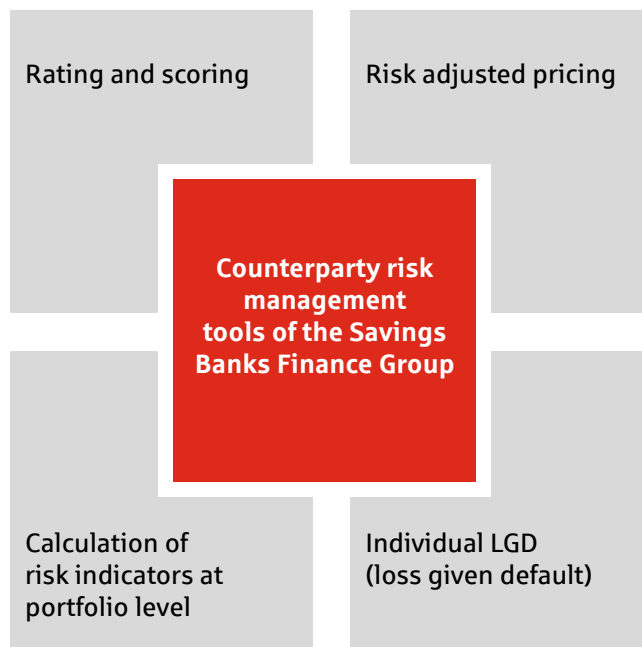 Rating and scoring
Risk adjusted pricing
Counterparty risk
management
tools of the Savings
Banks Finance Group
Calculation of
risk indicators at
portfolio level
Individual LGD
(loss given default)